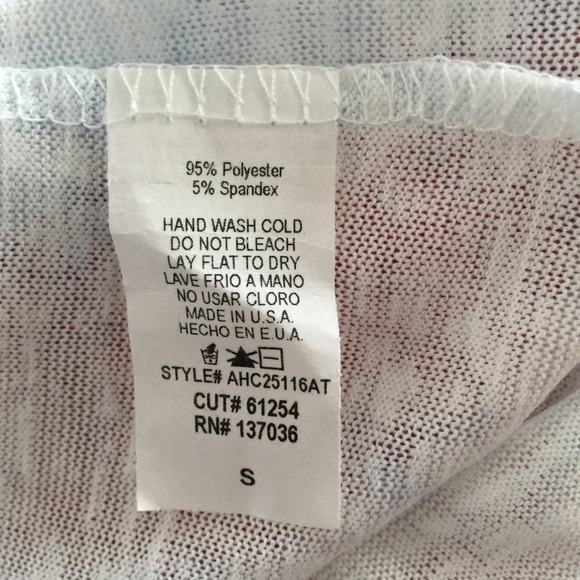 95% Polyester
5% Spandex
HAND WASH COLD
DO NOT BLEACH
LAY FLAT TO DRY
LAVE FRIO A MANO
NO USAR CLORO
MADE IN U.S.A.
HECHO EN E.U.A.
STYLE# AHC25116AT
CUT# 61254
RN# 137036
S